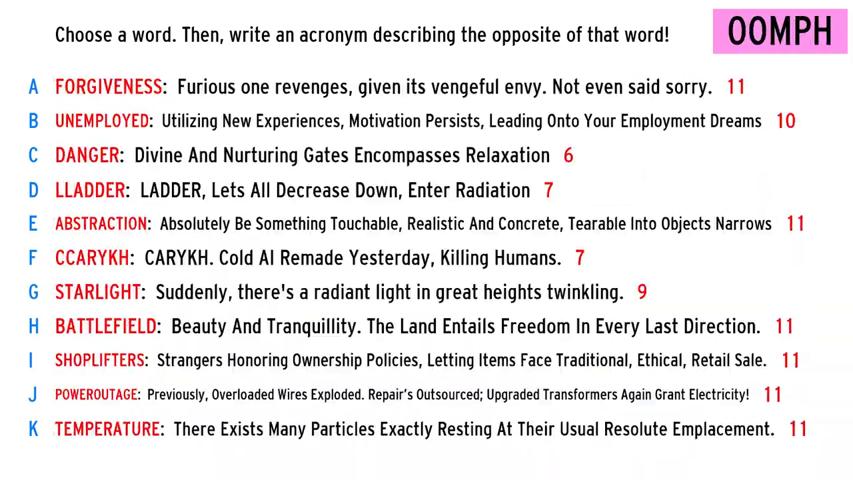 Choose a word. Then, write an acronym describing the opposite of that word!
OOMPH
A FORGIVENESS: Furious one revenges, given its vengeful envy. Not even said sorry. 11
B UNEMPLOYED: Utilizing New Experiences, Motivation Persists, Leading Onto Your Employment Dreams 10
C DANGER: Divine And Nurturing Gates Encompasses Relaxation 6
D LLADDER: LADDER, Lets All Decrease Down, Enter Radiation 7
E ABSTRACTION: Absolutely Be Something Touchable, Realistic And Concrete, Tearable Into Objects Narrows 11
F CCARYKH: CARYKH. Cold AI Remade Yesterday, Killing Humans. 7
G STARLIGHT: Suddenly, there's a radiant light in great heights twinkling. 9
H BATTLEFIELD: Beauty And Tranquillity. The Land Entails Freedom In Every Last Direction. 11
I SHOPLIFTERS: Strangers Honoring Ownership Policies, Letting Items Face Traditional, Ethical, Retail Sale. 11
J POWEROUTAGE: Previously, Overloaded Wires Exploded. Repair's Outsourced; Upgraded Transformers Again Grant Electricity! 11
K TEMPERATURE: There Exists Many Particles Exactly Resting At Their Usual Resolute Emplacement. 11